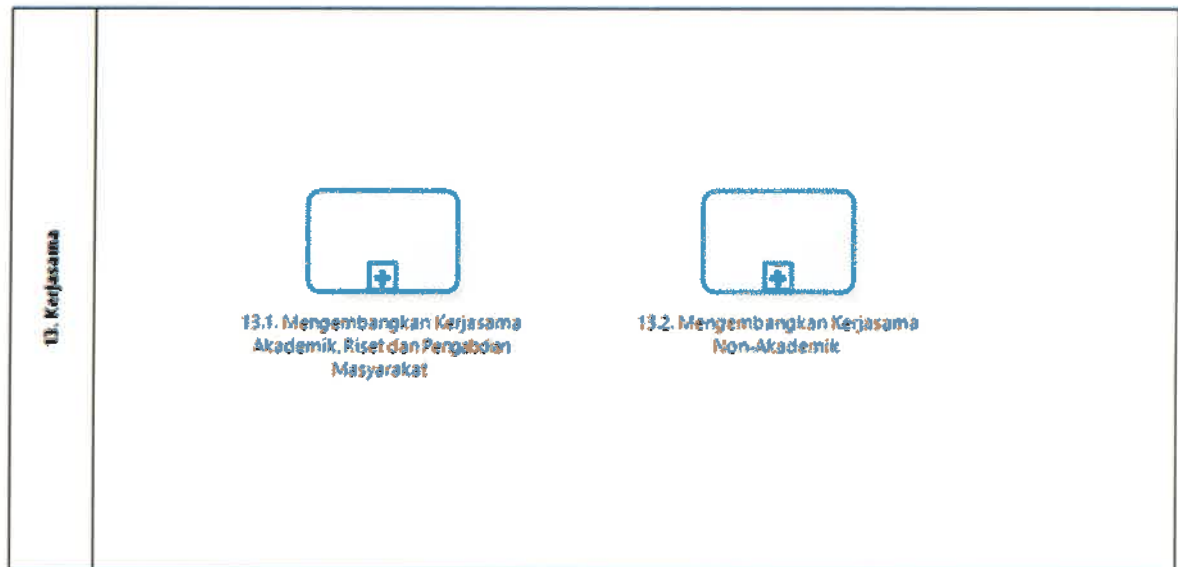 13. Kerjasama
13.1. Mengembangkan Kerjasama
Akademik, Riset dan Pengabdian
Masyarakat
13.2. Mengembangkan Kerjasama
Non-Akademik